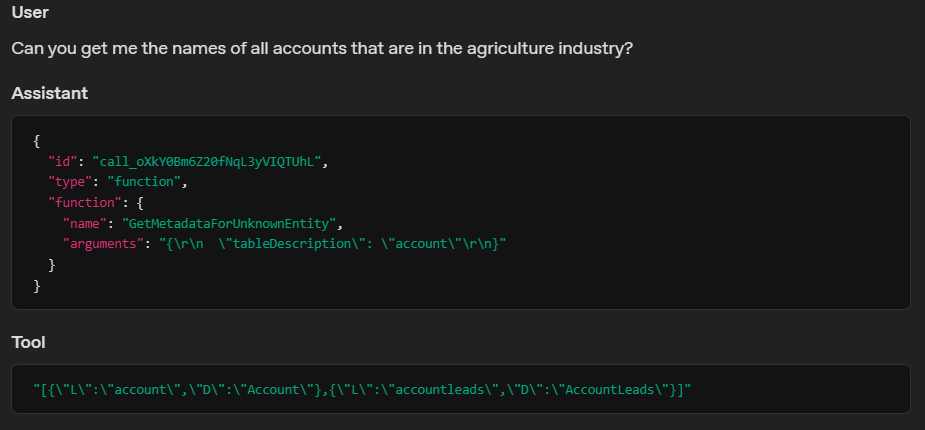 User
Can you get me the names of all accounts that are in the agriculture industry?
Assistant
{
"id": "call_oXkY0Bm6Z20fNqL3yVIQTUhL",
"type": "function",
"function": {
"name": "GetMetadataForUnknownEntity",
"arguments": "{\r\n  \"tableDescription\": \"account\"\r\n}"
}
}
Tool
"[{\"L\":\"account\",\"D\":\"Account\"},{\"L\":\"accountleads\",\"D\":\"AccountLeads\"}]"